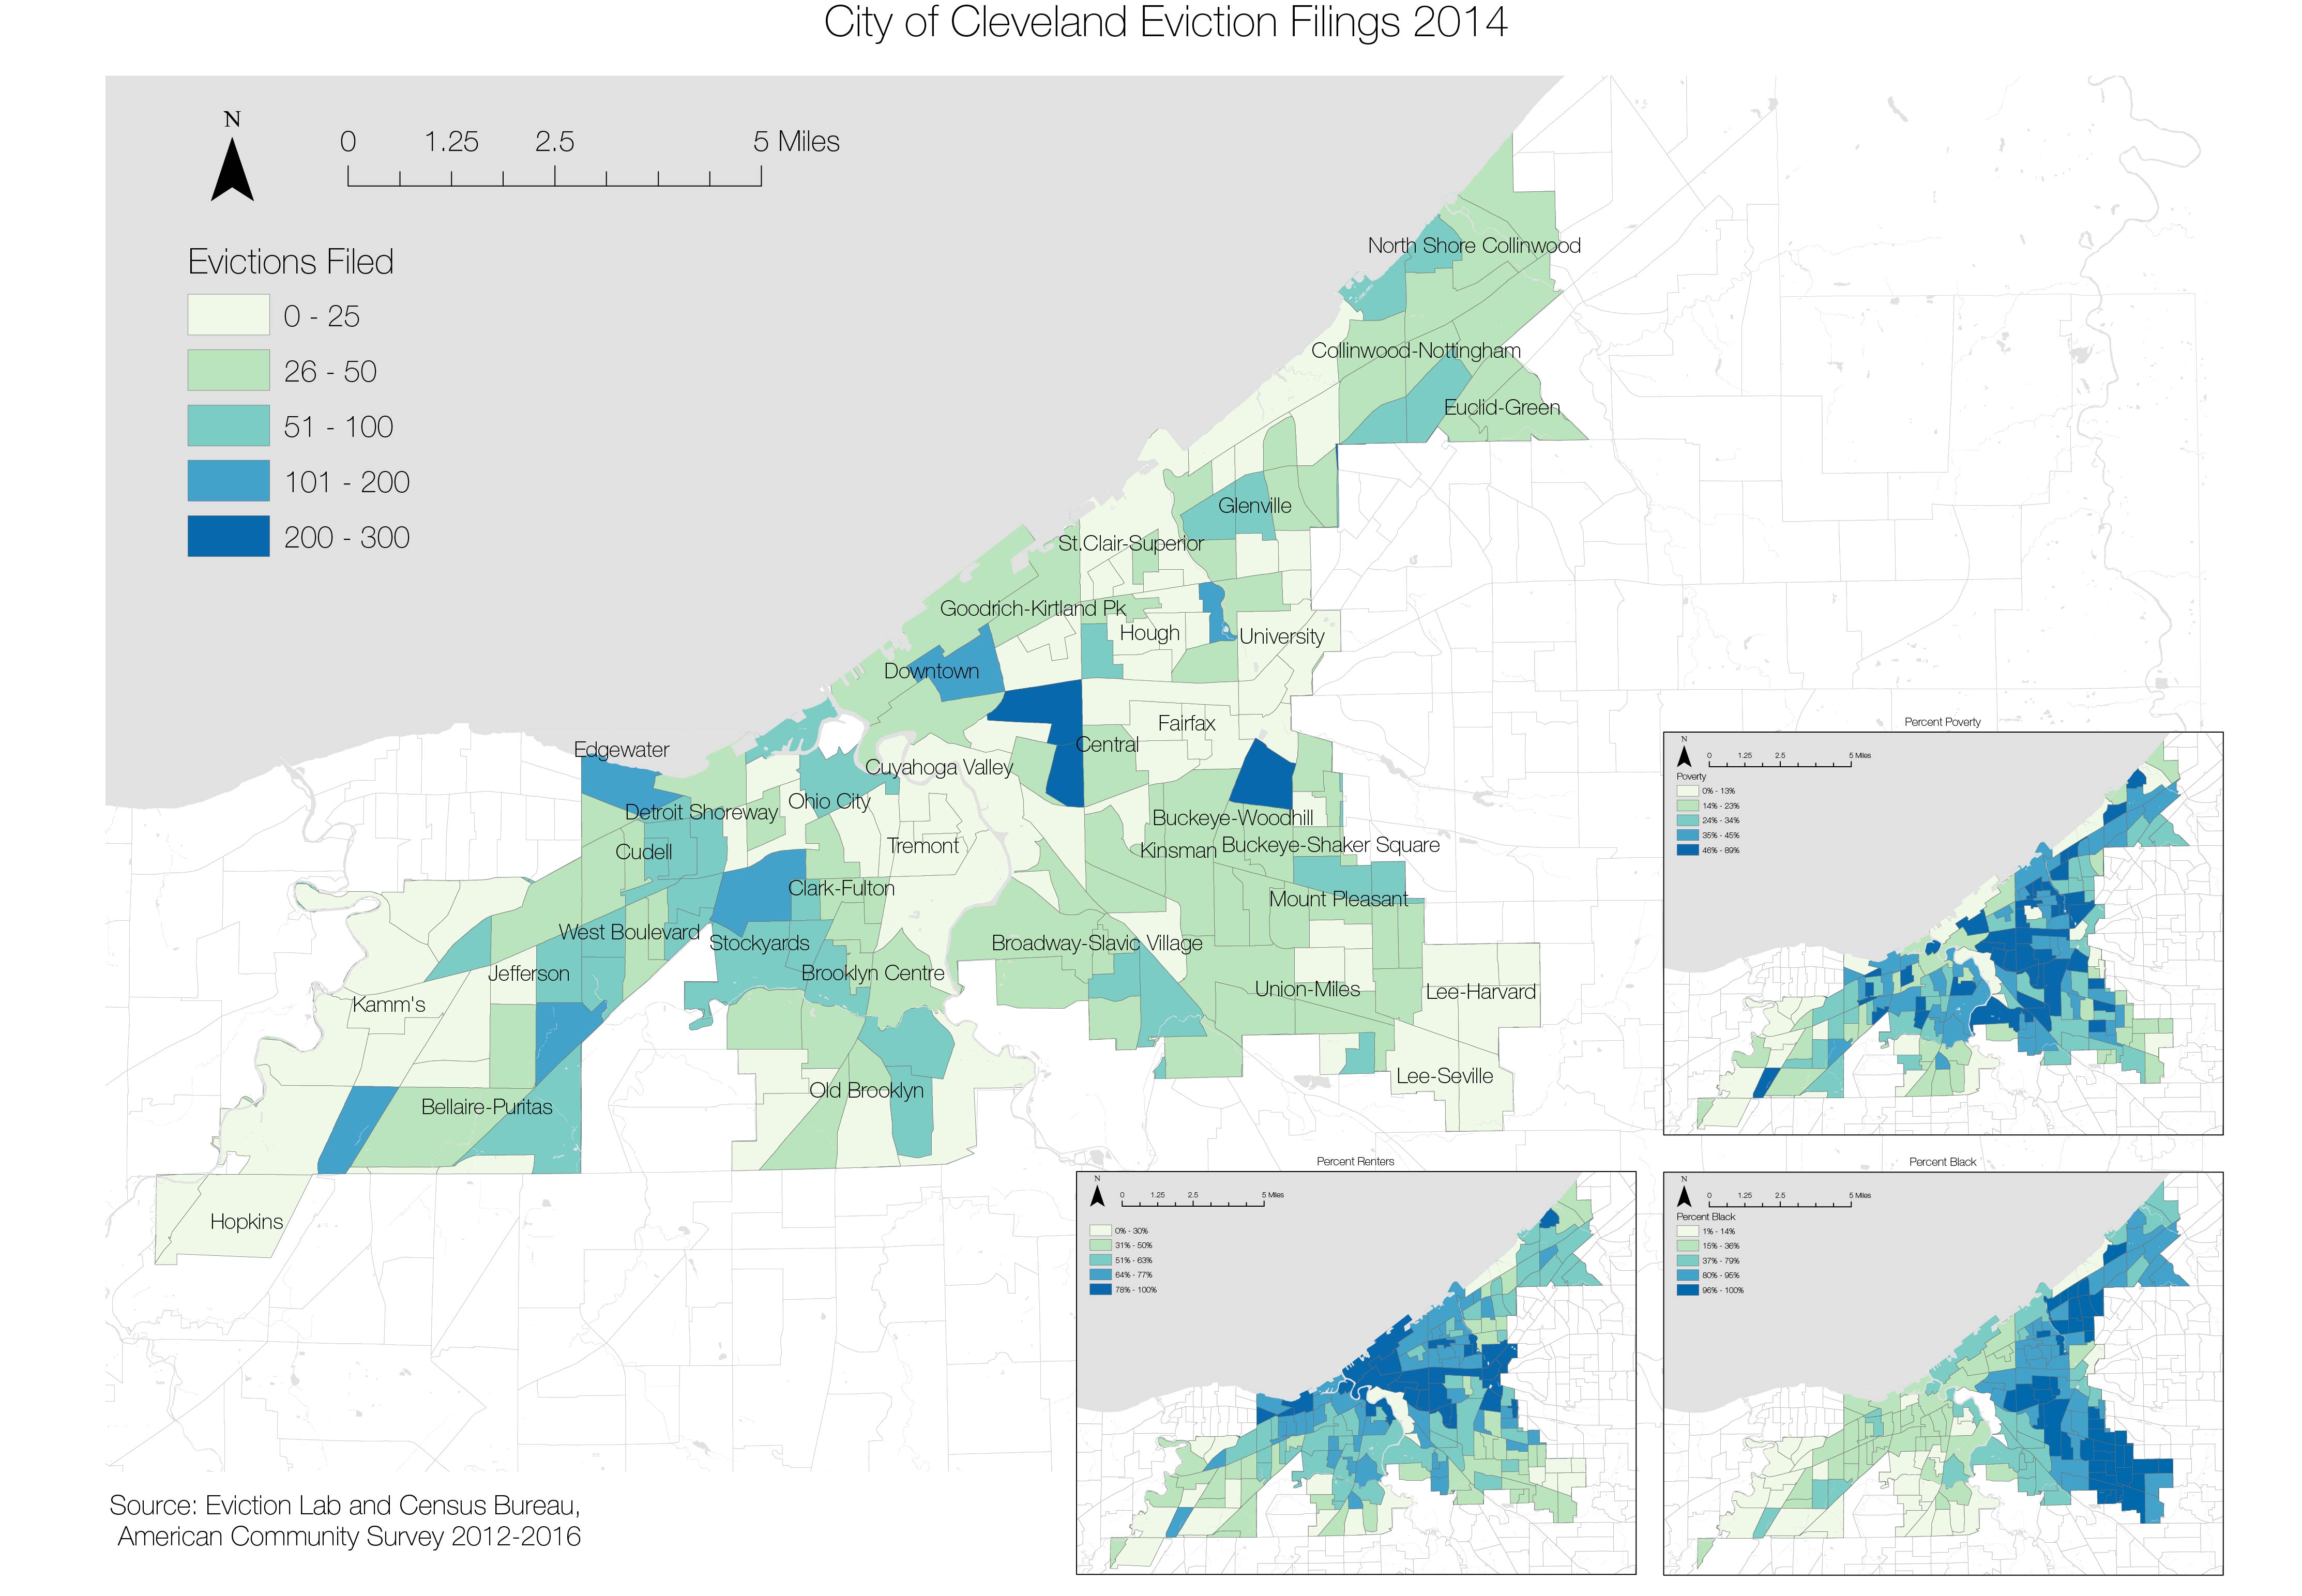 City of Cleveland Eviction Filings 2014
N
0 1.25 2.5 5 Miles
Evictions Filed
0 - 25
26 - 50
51 - 100
101 - 200
200 - 300
North Shore Collinwood
Collinwood-Nottingham
Euclid-Green
Glenville
St.Clair-Superior
Goodrich-Kirtland Pk
Hough
University
Downtown
Fairfax
Edgewater
Central
Cuyahoga Valley
Ohio City
Detroit Shoreway
Buckeye-Woodhill
Tremont
Cudell
Kinsman
Buckeye-Shaker Square
Clark-Fulton
Mount Pleasant
West Boulevard
Stockyards
Broadway-Slavic Village
Jefferson
Brooklyn Centre
Union-Miles
Lee-Harvard
Kamm's
Lee-Seville
Old Brooklyn
Bellaire-Puritas
Hopkins
Percent Poverty
N
0 1.25 2.5 5 Miles
Poverty
0% - 13%
14% - 23%
24% - 34%
35% - 45%
46% - 89%
Percent Renters
N
0 1.25 2.5 5 Miles
0% - 30%
31% - 50%
51% - 63%
64% - 77%
78% - 100%
Percent Black
N
0 1.25 2.5 5 Miles
Percent Black
1% - 14%
15% - 36%
37% - 79%
80% - 95%
96% - 100%
Source: Eviction Lab and Census Bureau,
American Community Survey 2012-2016